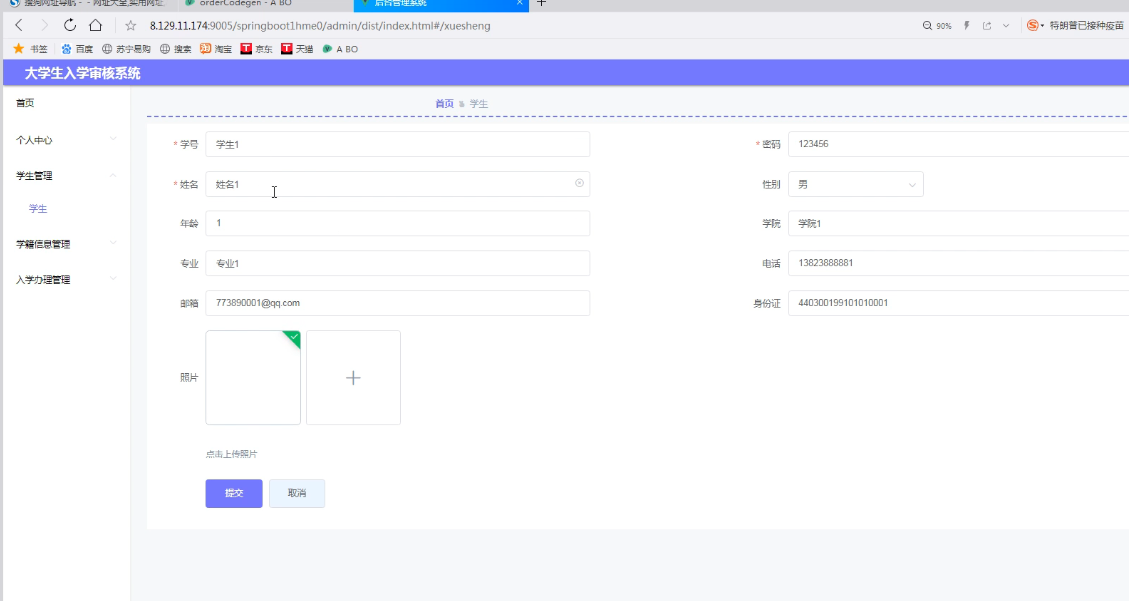 搜狗网址导航 - - 网址大全,实用网址,
orderCodegen - A BO
后台管理系统
8.129.11.174:9005/springboot1hme0/admin/dist/index.html#/xuesheng
90%
特朗普已接种疫苗
书签 百度 苏宁易购 搜索 淘宝 京东 天猫 A BO
大学生入学审核系统
首页
个人中心
学生管理
学生
学籍信息管理
入学办理管理
首页 学生
* 学号 学生1
* 密码 123456
* 姓名 姓名1
性别 男
年龄 1
学院 学院1
专业 专业1
电话 13823888881
邮箱 773890001@qq.com
身份证 440300199101010001
照片
点击上传照片
提交 取消